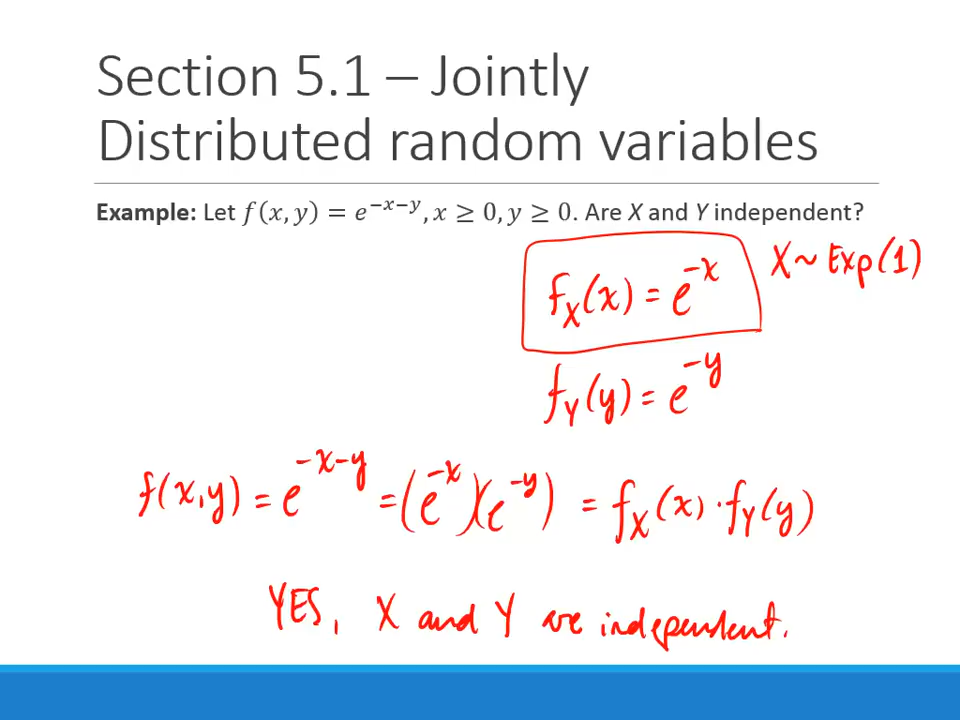 Section 5.1 – Jointly
Distributed random variables
Example: Let f(x, y) = e^{−x−y}, x ≥ 0, y ≥ 0. Are X and Y independent?
f_X(x) = e^{-x} X ~ Exp(1)
f_Y(y) = e^{-y}
f(x,y) = e^{-x-y} = (e^{-x})(e^{-y}) = f_X(x) · f_Y(y)
YES, X and Y are independent.